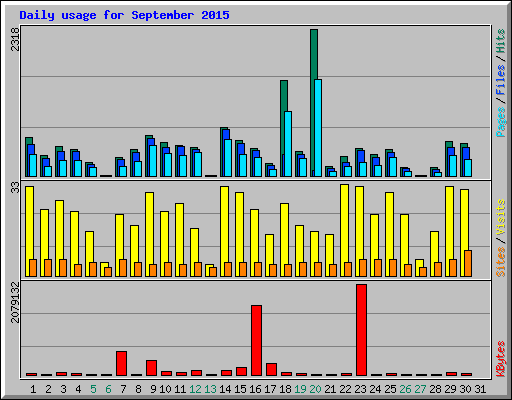 Daily usage for September 2015
2318
Pages / Files / Hits
33
Sites / Visits
2079132
KBytes
1 2 3 4 5 6 7 8 9 10 11 12 13 14 15 16 17 18 19 20 21 22 23 24 25 26 27 28 29 30 31